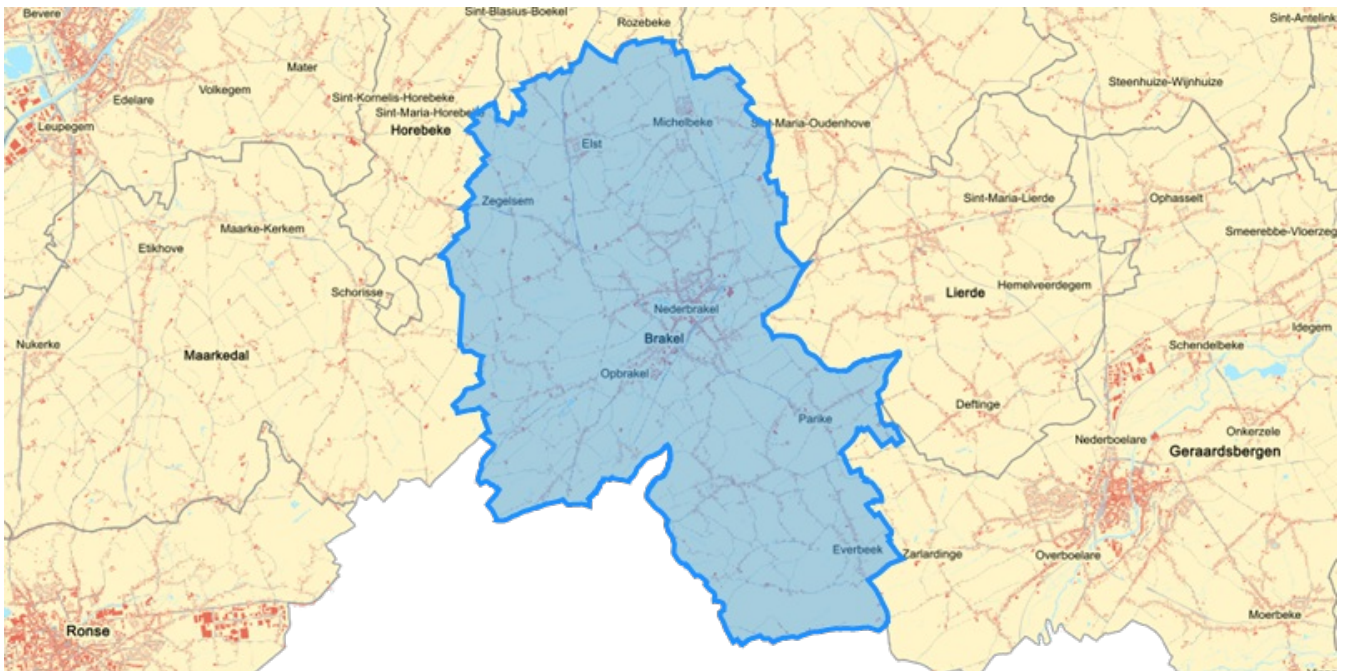 Bevere
Sint-Blasius-Boekel
Rozebeke
Sint-Antelink
Mater
Steenhuize-Wijnhuize
Volkegem
Edelare
Sint-Kornelis-Horebeke
Sint-Maria-Horebeke
Michelbeke
Sint-Maria-Oudenhove
Leupegem
Horebeke
Elst
Zegelsem
Sint-Maria-Lierde
Ophasselt
Maarke-Kerkem
Smeerebbe-Vloerzeg
Etikhove
Schorisse
Hemelveerdegem
Lierde
Nederbrakel
Idegem
Nukerke
Brakel
Schendelbeke
Maarkedal
Opbrakel
Deftinge
Parike
Onkerzele
Nederboelare
Geraardsbergen
Everbeek
Zarlardinge
Overboelare
Moerbeke
Ronse